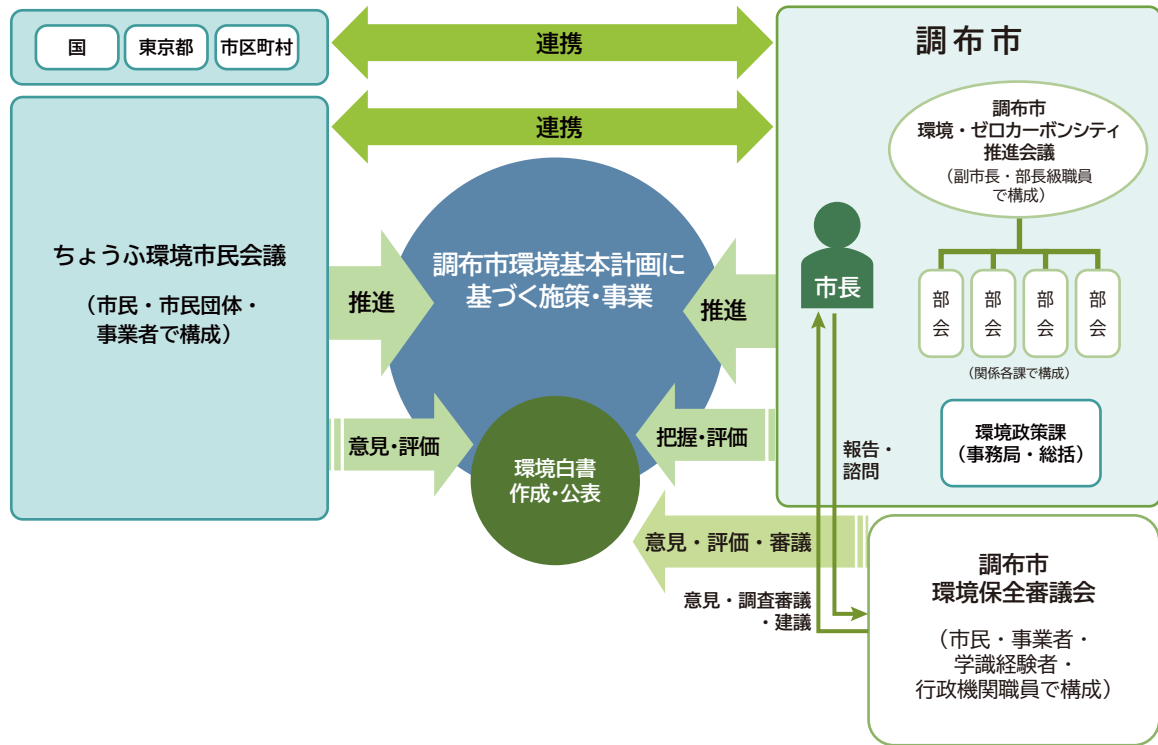 国
東京都
市区町村
連携
調布市
連携
調布市
環境・ゼロカーボンシティ
推進会議
（副市長・部長級職員
で構成）
ちょうふ環境市民会議
（市民・市民団体・
事業者で構成）
推進
調布市環境基本計画に
基づく施策・事業
推進
市長
部会
部会
部会
部会
（関係各課で構成）
意見・評価
環境白書
作成・公表
把握・評価
報告・
諮問
環境政策課
（事務局・総括）
意見・評価・審議
意見・調査審議
・建議
調布市
環境保全審議会
（市民・事業者・
学識経験者・
行政機関職員で構成）